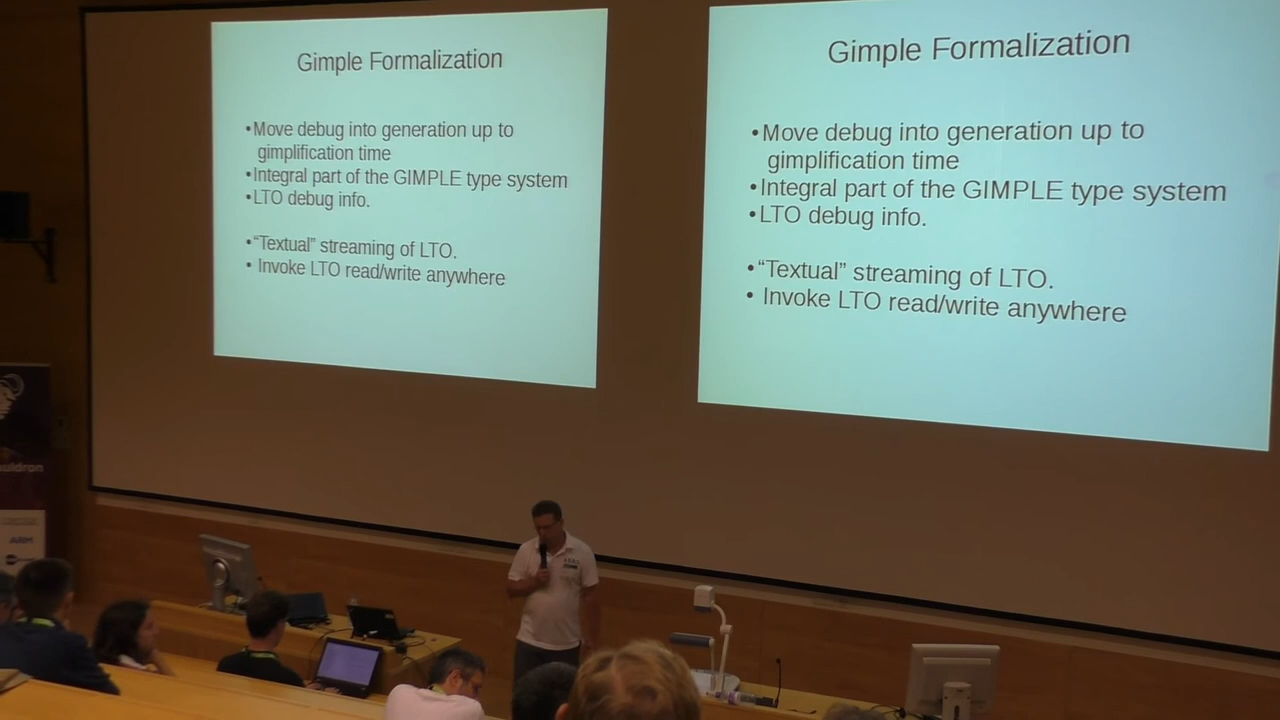 Gimple Formalization
•Move debug into generation up to
gimplification time
•Integral part of the GIMPLE type system
•LTO debug info.
•“Textual” streaming of LTO.
• Invoke LTO read/write anywhere
Gimple Formalization
•Move debug into generation up to
gimplification time
•Integral part of the GIMPLE type system
•LTO debug info.
•“Textual” streaming of LTO.
• Invoke LTO read/write anywhere
uldron
ARM